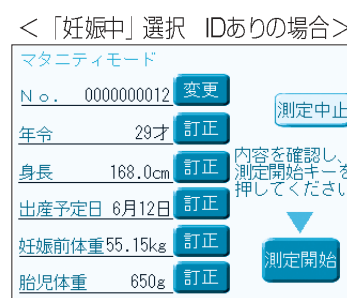 ＜「妊娠中」選択　IDありの場合＞
マタニティモード
No.　0000000012　変更
測定中止
年令　29才　訂正
身長　168.0cm　訂正
内容を確認し、
測定開始キーを
押してください
出産予定日　6月12日　訂正
妊娠前体重　55.15kg　訂正
測定開始
胎児体重　650g　訂正